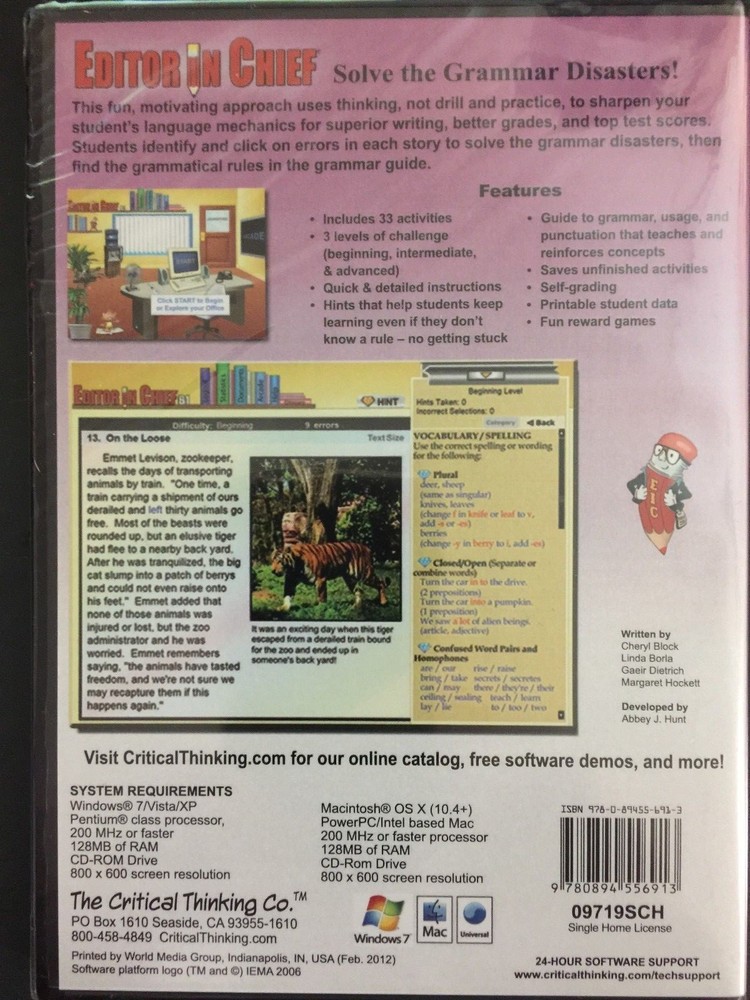 EDITOR IN CHIEF Solve the Grammar Disasters!
This fun, motivating approach uses thinking, not drill and practice, to sharpen your
student's language mechanics for superior writing, better grades, and top test scores.
Students identify and click on errors in each story to solve the grammar disasters, then
find the grammatical rules in the grammar guide.
START
Click START to Begin
or Explore your Office
Features
• Includes 33 activities
• 3 levels of challenge
(beginning, intermediate,
& advanced)
• Quick & detailed instructions
• Hints that help students keep
learning even if they don't
know a rule – no getting stuck
• Guide to grammar, usage, and
punctuation that teaches and
reinforces concepts
• Saves unfinished activities
• Self-grading
• Printable student data
• Fun reward games
EDITOR IN CHIEF B1
HINT
Difficulty: Beginning 9 errors
13. On the Loose Text Size
Emmet Levison, zookeeper,
recalls the days of transporting
animals by train. "One time, a
train carrying a shipment of ours
derailed and left thirty animals go
free. Most of the beasts were
rounded up, but an elusive tiger
had flee to a nearby back yard.
After he was tranquilized, the big
cat slump into a patch of berrys
and could not even raise onto
his feet." Emmet added that
none of those animals was
injured or lost, but the zoo
administrator and he was
worried. Emmet remembers
saying, "the animals have tasted
freedom, and we're not sure we
may recapture them if this
happens again."
It was an exciting day when this tiger
escaped from a derailed train bound
for the zoo and ended up in
someone's back yard!
Beginning Level
Hints Taken: 0
Incorrect Selections: 0
Category Back
VOCABULARY/SPELLING
Use the correct spelling or wording
for the following:
Plural
deer, sheep
(same as singular)
knives, leaves
(change f in knife or leaf to v,
add -s or -es)
berries
(change -y in berry to i, add -es)
Closed/Open (Separate or
combine words)
Turn the car in to the drive.
(2 prepositions)
Turn the car into a pumpkin.
(1 preposition)
We saw a lot of alien beings.
(article, adjective)
Confused Word Pairs and
Homophones
are / our rise / raise
bring / take secrets / secretes
can / may there / they're / their
ceiling / sealing teach / learn
lay / lie to / too / two
EIC
Written by
Cheryl Block
Linda Borla
Gaeir Dietrich
Margaret Hockett
Developed by
Abbey J. Hunt
Visit CriticalThinking.com for our online catalog, free software demos, and more!
SYSTEM REQUIREMENTS
Windows® 7/Vista/XP
Pentium® class processor,
200 MHz or faster
128MB of RAM
CD-ROM Drive
800 x 600 screen resolution
Macintosh® OS X (10.4+)
PowerPC/Intel based Mac
200 MHz or faster processor
128MB of RAM
CD-Rom Drive
800 x 600 screen resolution
ISBN 978-0-89455-691-3
9 780894 556913
09719SCH
Single Home License
The Critical Thinking Co.™
PO Box 1610 Seaside, CA 93955-1610
800-458-4849 CriticalThinking.com
Windows 7
Mac
Universal
Printed by World Media Group, Indianapolis, IN, USA (Feb. 2012)
Software platform logo (TM and ©) IEMA 2006
24-HOUR SOFTWARE SUPPORT
www.criticalthinking.com/techsupport